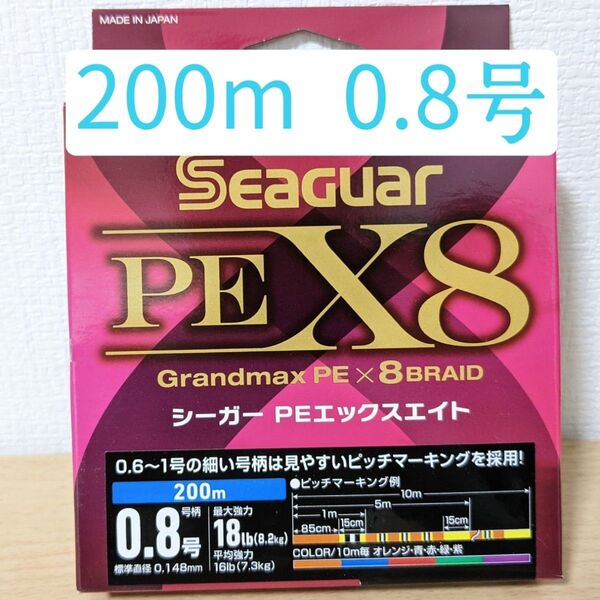 MADE IN JAPAN
200m 0.8号
SEAGUAR
PE X8
Grandmax PE×8BRAID
シーガー PEエックスエイト
0.6〜1号の細い号柄は見やすいピッチマーキングを採用!
200m
号柄
0.8号
標準直径 0.148mm
最大強力
18lb(8.2kg)
平均強力
16lb(7.3kg)
●ピッチマーキング例
10m
5m
1m
85cm
15cm
15cm
COLOR/10m毎 オレンジ・青・赤・緑・紫